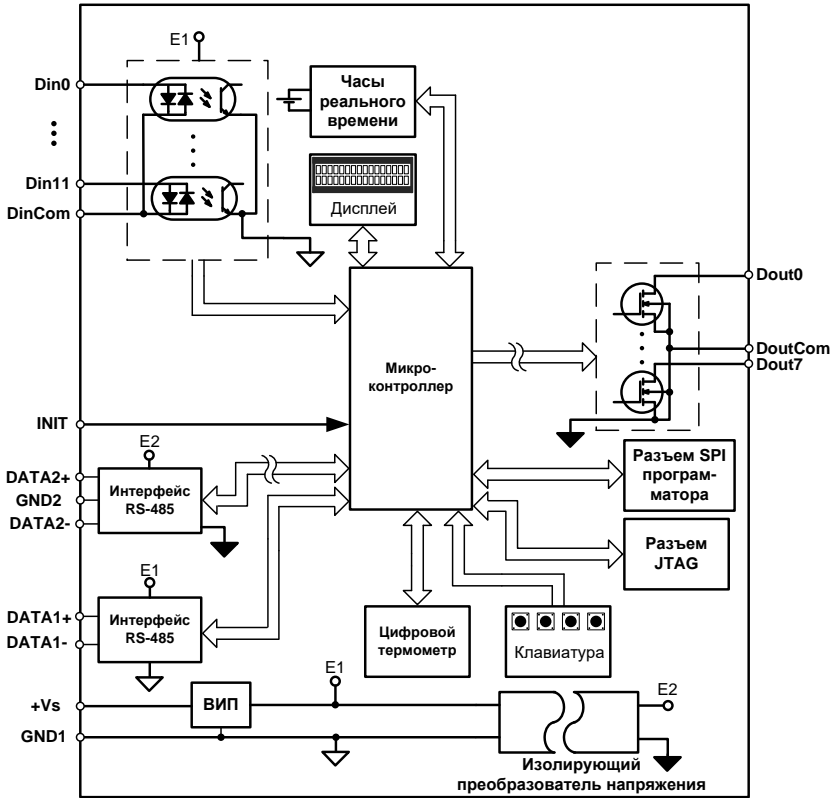 E1
Din0
Часы
реального
времени
Din11
DinCom
Дисплей
Dout0
DoutCom
Dout7
Микро-
контроллер
INIT
E2
DATA2+
GND2
DATA2-
Интерфейс
RS-485
Разъем SPI
програм-
матора
Разъем
JTAG
E1
DATA1+
DATA1-
Интерфейс
RS-485
Цифровой
термометр
Клавиатура
+Vs
GND1
ВИП
E1
E2
Изолирующий
преобразователь напряжения